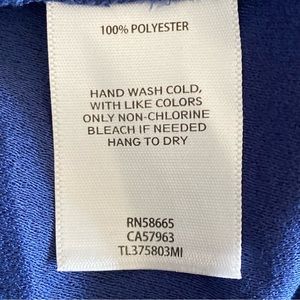 100% POLYESTER
HAND WASH COLD,
WITH LIKE COLORS
ONLY NON-CHLORINE
BLEACH IF NEEDED
HANG TO DRY
RN58665
CA57963
TL375803MI